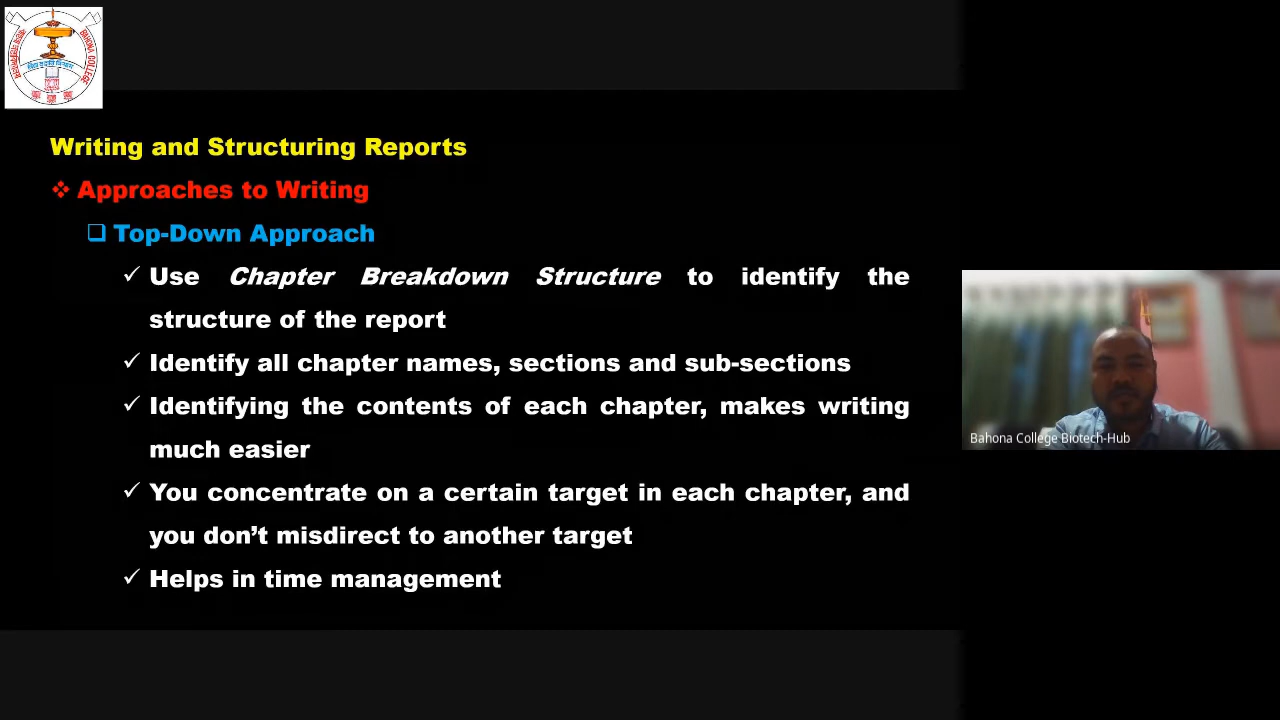 BAHONA COLLEGE
Writing and Structuring Reports
Approaches to Writing
Top-Down Approach
Use Chapter Breakdown Structure to identify the
structure of the report
Identify all chapter names, sections and sub-sections
Identifying the contents of each chapter, makes writing
much easier
You concentrate on a certain target in each chapter, and
you don’t misdirect to another target
Helps in time management
Bahona College Biotech-Hub